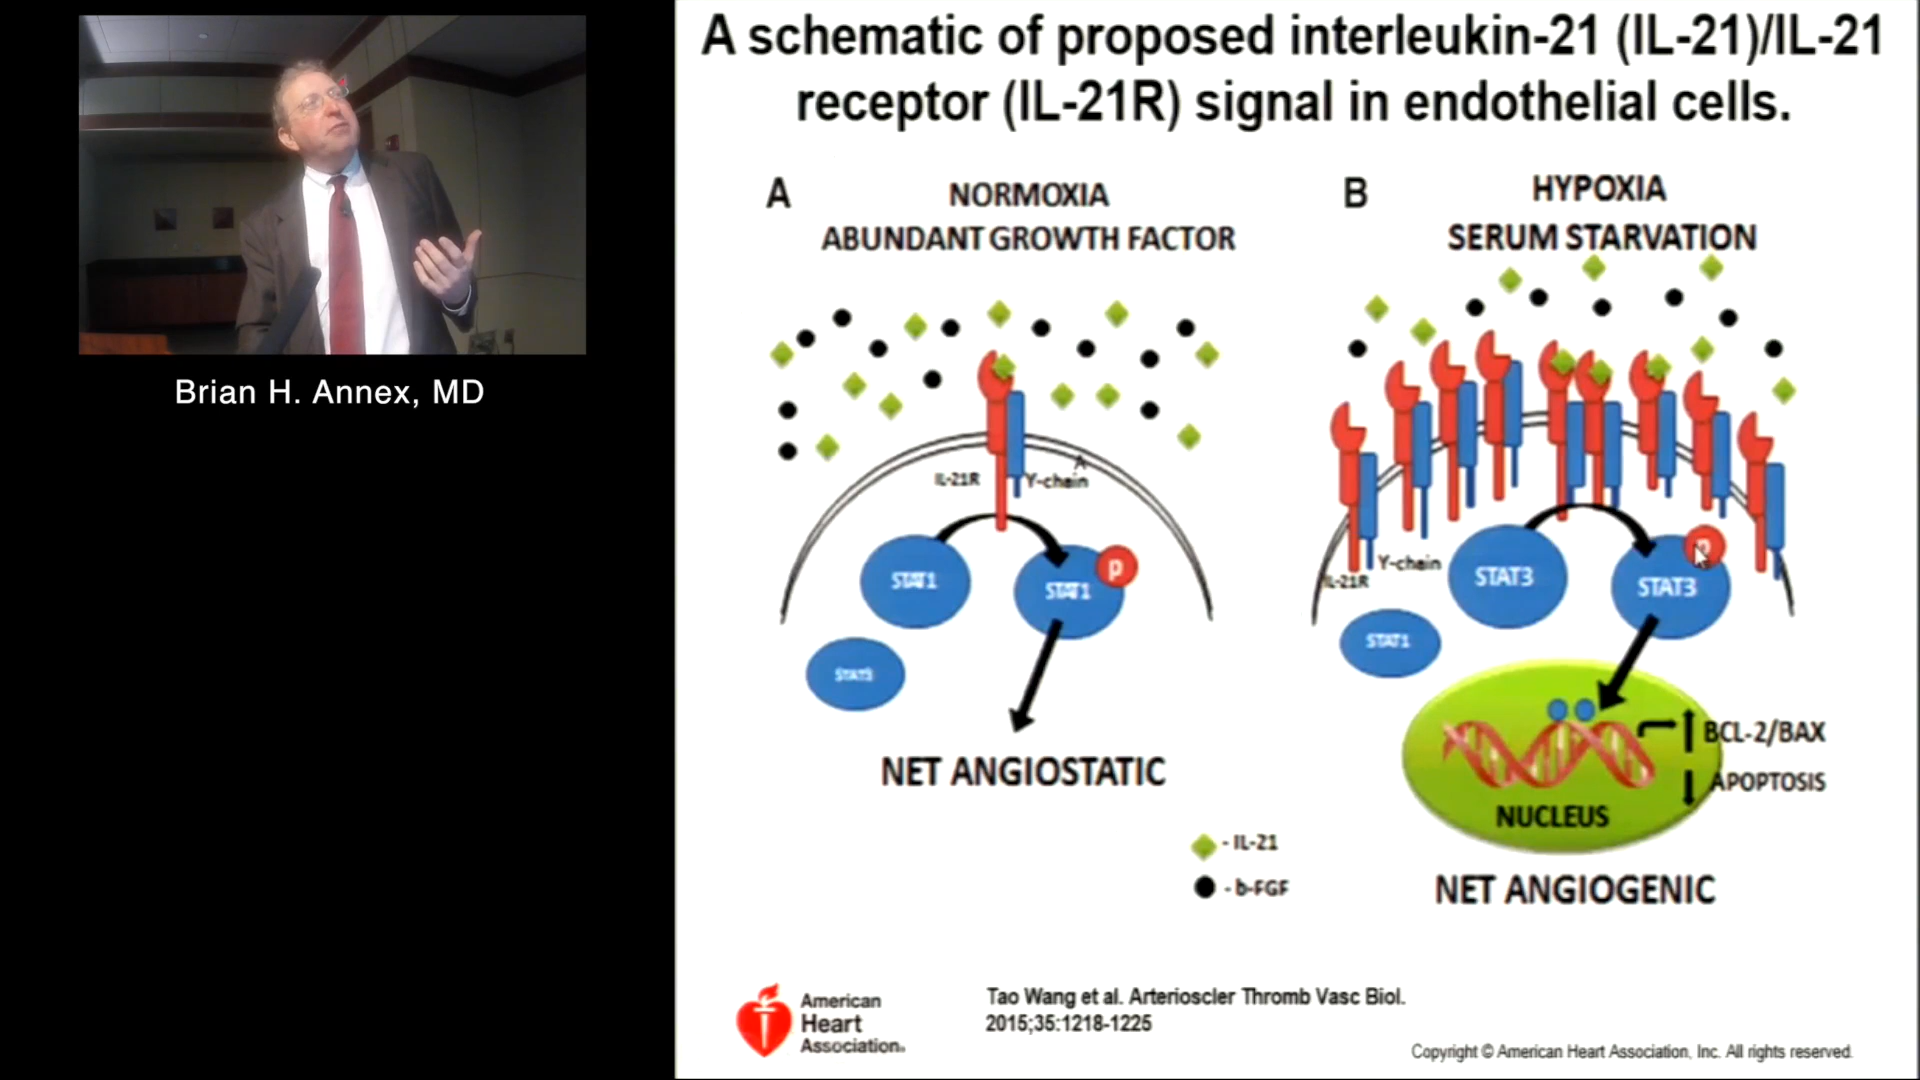 A schematic of proposed interleukin-21 (IL-21)/IL-21
receptor (IL-21R) signal in endothelial cells.
Brian H. Annex, MD
A
NORMOXIA
ABUNDANT GROWTH FACTOR
IL-21R
Y-chain
STAT1
STAT1
P
STAT3
NET ANGIOSTATIC
B
HYPOXIA
SERUM STARVATION
IL-21R
Y-chain
STAT3
STAT3
P
STAT1
BCL-2/BAX
APOPTOSIS
NUCLEUS
NET ANGIOGENIC
- IL-21
- b-FGF
American
Heart
Association®
Tao Wang et al. Arterioscler Thromb Vasc Biol.
2015;35:1218-1225
Copyright © American Heart Association, Inc. All rights reserved.